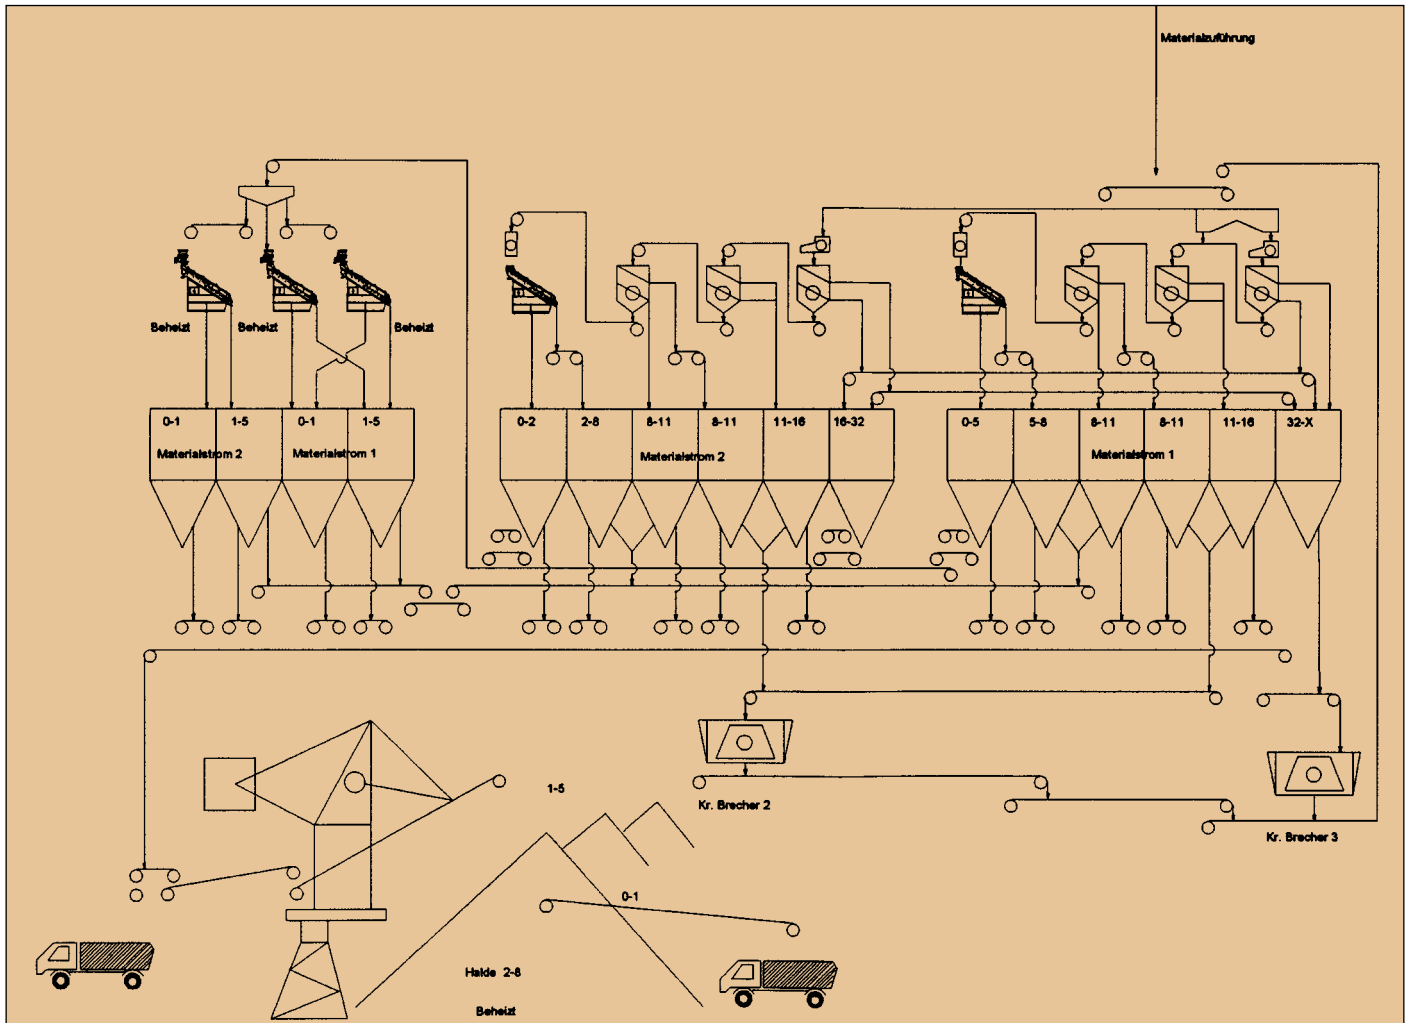 Materialzuführung
Beheizt
Beheizt
Beheizt
0-1
1-5
0-1
1-5
Materialstrom 2
Materialstrom 1
0-2
2-8
8-11
8-11
11-16
16-32
Materialstrom 2
0-5
5-8
8-11
8-11
11-16
32-X
Materialstrom 1
1-5
Kr. Brecher 2
Kr. Brecher 3
0-1
Halde 2-8
Beheizt